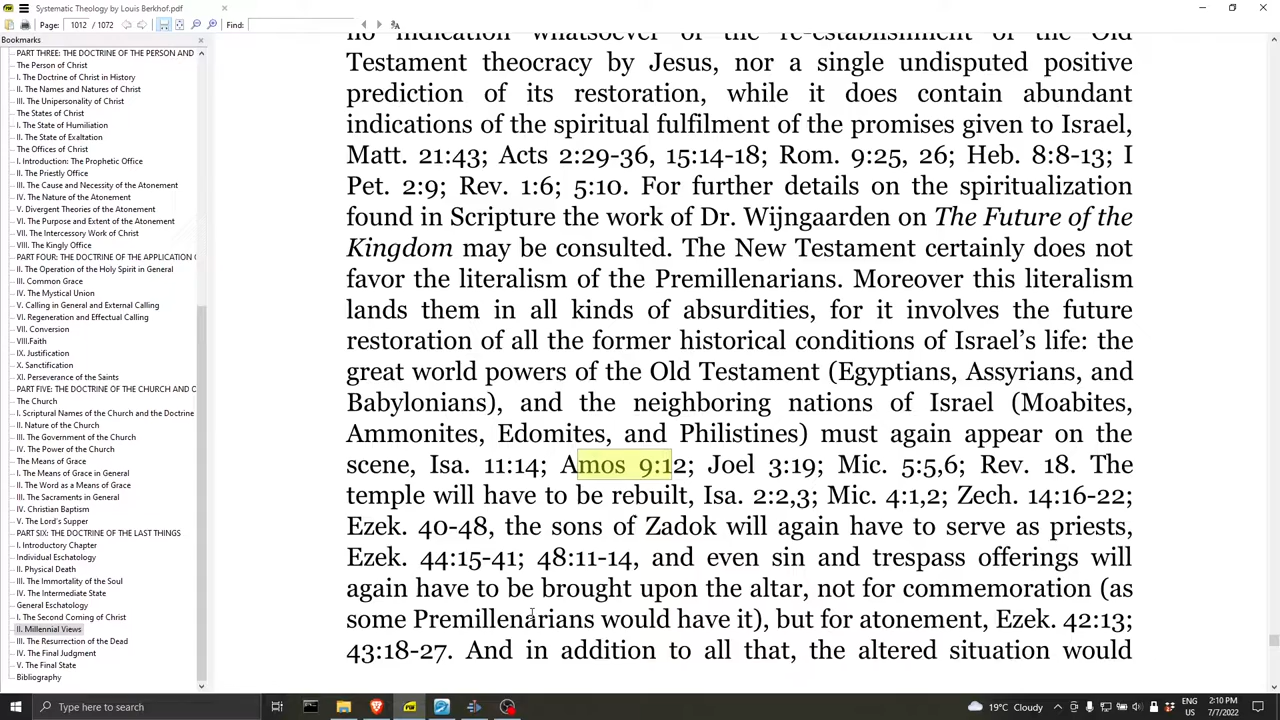 Systematic Theology by Louis Berkhof.pdf
Page: 1012 / 1072
Find:
Bookmarks
PART THREE: THE DOCTRINE OF THE PERSON AND
The Person of Christ
I. The Doctrine of Christ in History
II. The Names and Natures of Christ
III. The Unipersonality of Christ
The States of Christ
I. The State of Humiliation
II. The State of Exaltation
The Offices of Christ
I. Introduction: The Prophetic Office
II. The Priestly Office
III. The Cause and Necessity of the Atonement
IV. The Nature of the Atonement
V. Divergent Theories of the Atonement
VI. The Purpose and Extent of the Atonement
VII. The Intercessory Work of Christ
VIII. The Kingly Office
PART FOUR: THE DOCTRINE OF THE APPLICATION O
II. The Operation of the Holy Spirit in General
III. Common Grace
IV. The Mystical Union
V. Calling in General and External Calling
VI. Regeneration and Effectual Calling
VII. Conversion
VIII.Faith
IX. Justification
X. Sanctification
XI. Perseverance of the Saints
PART FIVE: THE DOCTRINE OF THE CHURCH AND O
The Church
I. Scriptural Names of the Church and the Doctrine
II. Nature of the Church
III. The Government of the Church
IV. The Power of the Church
The Means of Grace
I. The Means of Grace in General
II. The Word as a Means of Grace
III. The Sacraments in General
IV. Christian Baptism
V. The Lord's Supper
PART SIX: THE DOCTRINE OF THE LAST THINGS
I. Introductory Chapter
Individual Eschatology
II. Physical Death
III. The Immortality of the Soul
IV. The Intermediate State
General Eschatology
I. The Second Coming of Christ
II. Millennial Views
III. The Resurrection of the Dead
IV. The Final Judgment
V. The Final State
Bibliography
no indication whatsoever of the re-establishment of the Old
Testament theocracy by Jesus, nor a single undisputed positive
prediction of its restoration, while it does contain abundant
indications of the spiritual fulfilment of the promises given to Israel,
Matt. 21:43; Acts 2:29-36, 15:14-18; Rom. 9:25, 26; Heb. 8:8-13; I
Pet. 2:9; Rev. 1:6; 5:10. For further details on the spiritualization
found in Scripture the work of Dr. Wijngaarden on The Future of the
Kingdom may be consulted. The New Testament certainly does not
favor the literalism of the Premillenarians. Moreover this literalism
lands them in all kinds of absurdities, for it involves the future
restoration of all the former historical conditions of Israel’s life: the
great world powers of the Old Testament (Egyptians, Assyrians, and
Babylonians), and the neighboring nations of Israel (Moabites,
Ammonites, Edomites, and Philistines) must again appear on the
scene, Isa. 11:14; Amos 9:12; Joel 3:19; Mic. 5:5,6; Rev. 18. The
temple will have to be rebuilt, Isa. 2:2,3; Mic. 4:1,2; Zech. 14:16-22;
Ezek. 40-48, the sons of Zadok will again have to serve as priests,
Ezek. 44:15-41; 48:11-14, and even sin and trespass offerings will
again have to be brought upon the altar, not for commemoration (as
some Premillenarians would have it), but for atonement, Ezek. 42:13;
43:18-27. And in addition to all that, the altered situation would
Type here to search
19°C Cloudy
ENG
US
2:10 PM
7/7/2022